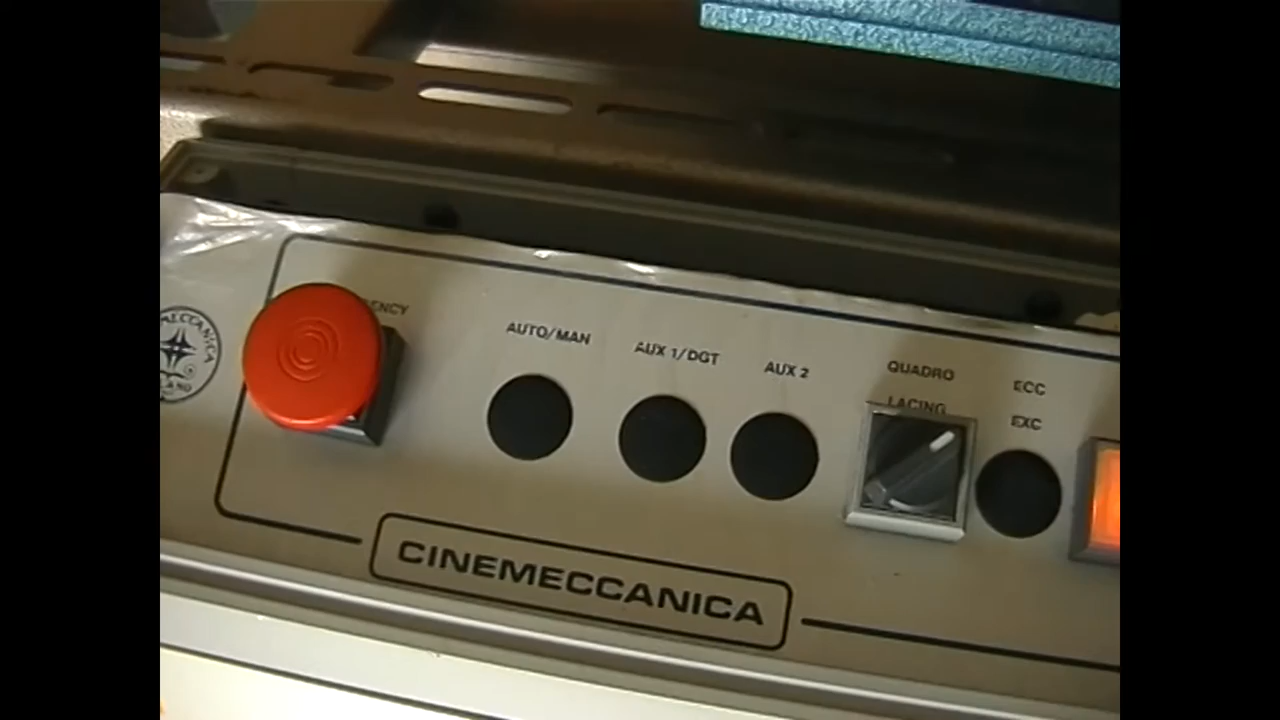 AUTO/MAN
AUX 1/DGT
AUX 2
QUADRO
LACING
ECC
EXC
CINEMECCANICA